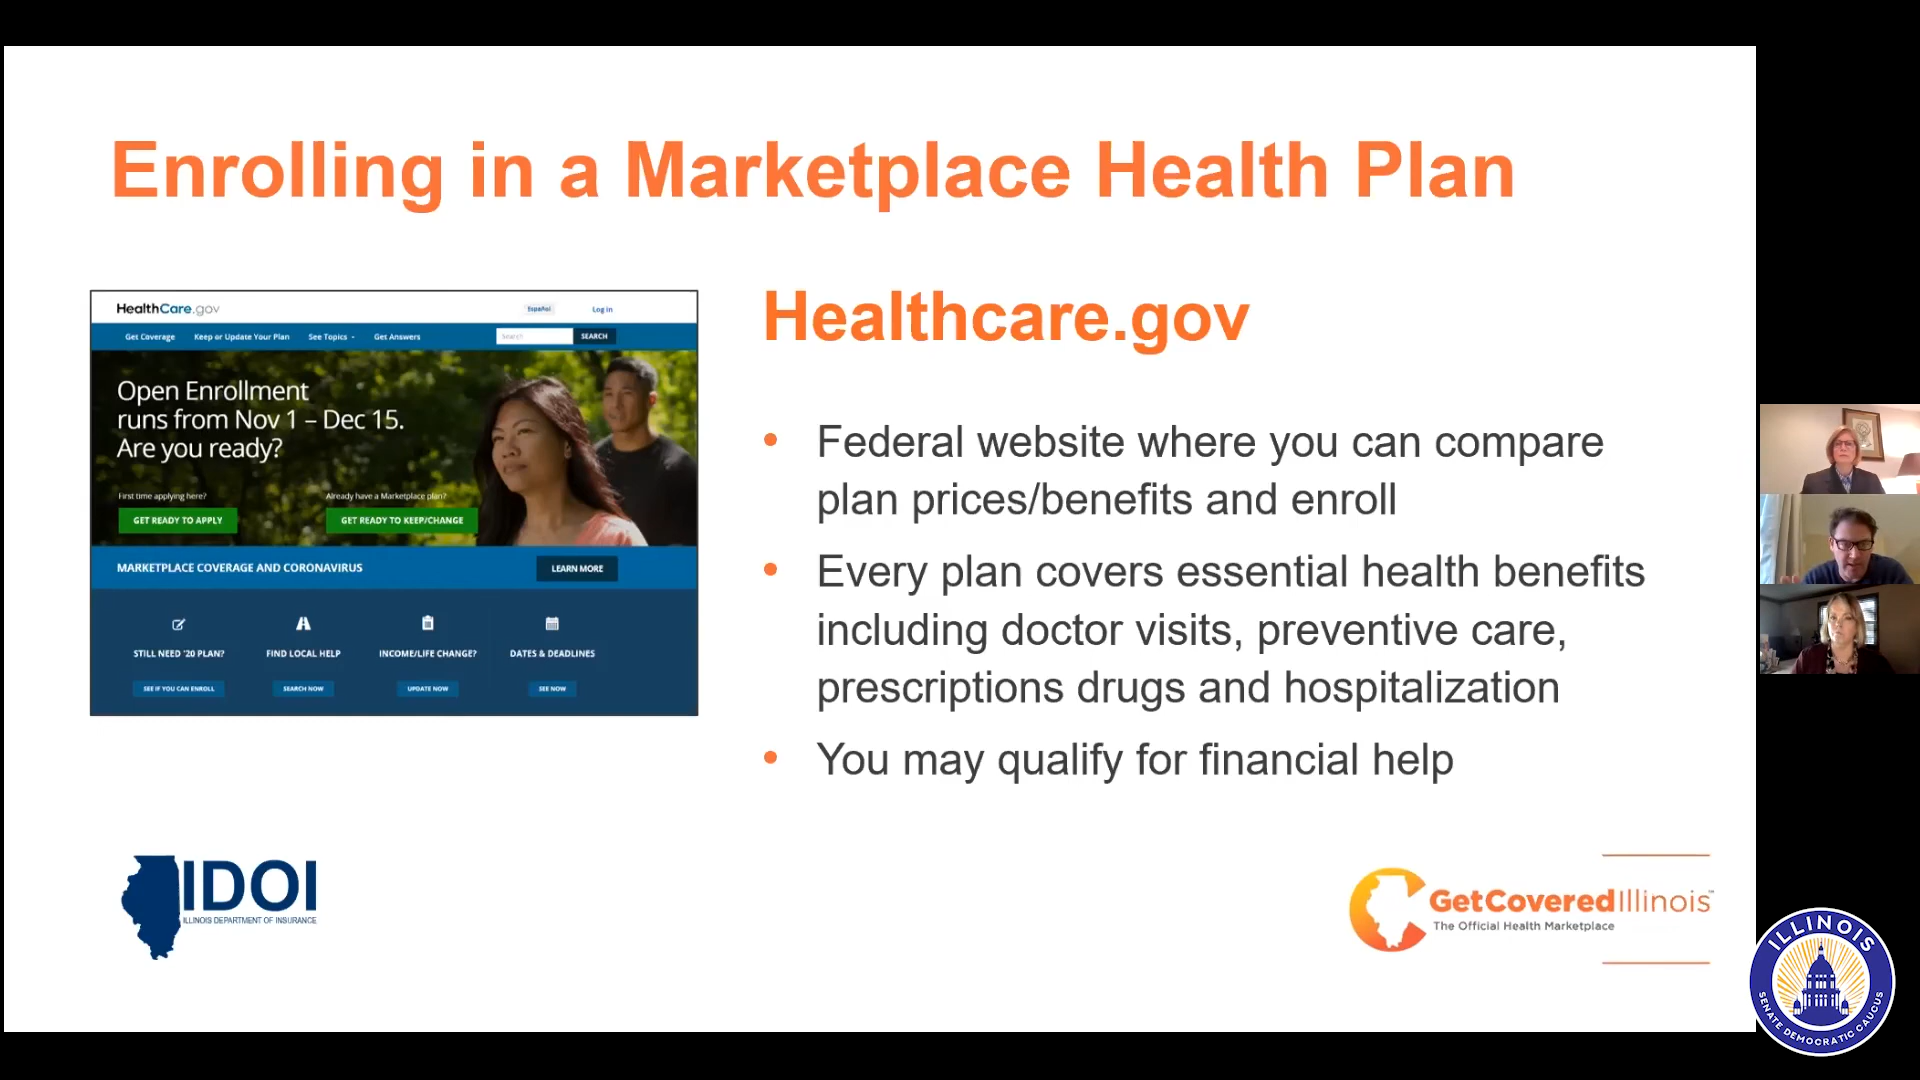 Enrolling in a Marketplace Health Plan
HealthCare.gov
Español
Log in
Get Coverage
Keep or Update Your Plan
See Topics
Get Answers
Search
SEARCH
Open Enrollment
runs from Nov 1 – Dec 15.
Are you ready?
First time applying here?
Already have a Marketplace plan?
GET READY TO APPLY
GET READY TO KEEP/CHANGE
MARKETPLACE COVERAGE AND CORONAVIRUS
LEARN MORE
STILL NEED '20 PLAN?
FIND LOCAL HELP
INCOME/LIFE CHANGE?
DATES & DEADLINES
SEE IF YOU CAN ENROLL
SEARCH NOW
UPDATE NOW
SEE NOW
Healthcare.gov
• Federal website where you can compare
plan prices/benefits and enroll
• Every plan covers essential health benefits
including doctor visits, preventive care,
prescriptions drugs and hospitalization
• You may qualify for financial help
IDOI
ILLINOIS DEPARTMENT OF INSURANCE
GetCoveredIllinois™
The Official Health Marketplace
ILLINOIS
SENATE DEMOCRATIC CAUCUS